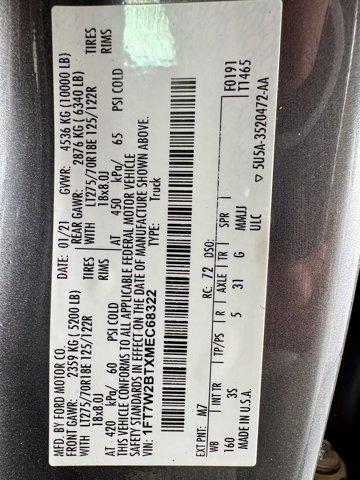 MFD. BY FORD MOTOR CO.
DATE: 01/21 GVWR: 4536 KG (10000 LB)
FRONT GAWR: 2359 KG ( 5200 LB) REAR GAWR: 2876 KG ( 6340 LB)
WITH LT275/70R18E 125/122R TIRES WITH LT275/70R18E 125/122R TIRES
18x8.0J RIMS 18x8.0J RIMS
AT 420 kPa/ 60 PSI COLD AT 450 kPa/ 65 PSI COLD
THIS VEHICLE CONFORMS TO ALL APPLICABLE FEDERAL MOTOR VEHICLE
SAFETY STANDARDS IN EFFECT ON THE DATE OF MANUFACTURE SHOWN ABOVE.
VIN: 1FT7W2BTXMEC68322
TYPE: Truck
F0191
T1465
EXT PNT: M7 RC: 72 DSO:
WB INT TR TP/PS R AXLE TR SPR
160 3S 5 31 G MMJJ
MADE IN U.S.A. ULC
▽ 5U5A-3520472-AA